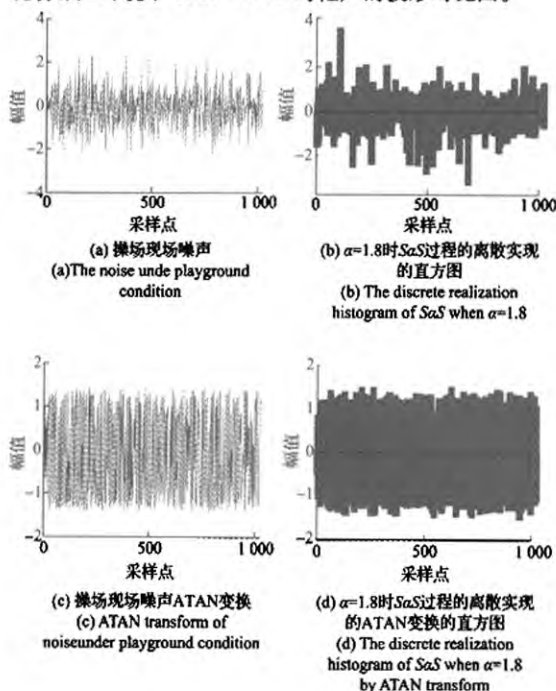 4
2
0
-2
-4
幅值
0
500
1 000
采样点
(a) 操场现场噪声
(a)The noise unde playground
condition
4
2
0
-2
幅值
0
500
1 000
采样点
(b) α=1.8时SαS过程的离散实现
的直方图
(b) The discrete realization
histogram of SαS when α=1.8
2
1
0
-1
-2
幅值
0
500
1 000
采样点
(c) 操场现场噪声ATAN变换
(c) ATAN transform of
noiseunder playground condition
2
1
0
-1
-2
幅值
0
500
1 000
采样点
(d) α=1.8时SαS过程的离散实现
的ATAN变换的直方图
(d) The discrete realization
histogram of SαS when α=1.8
by ATAN transform